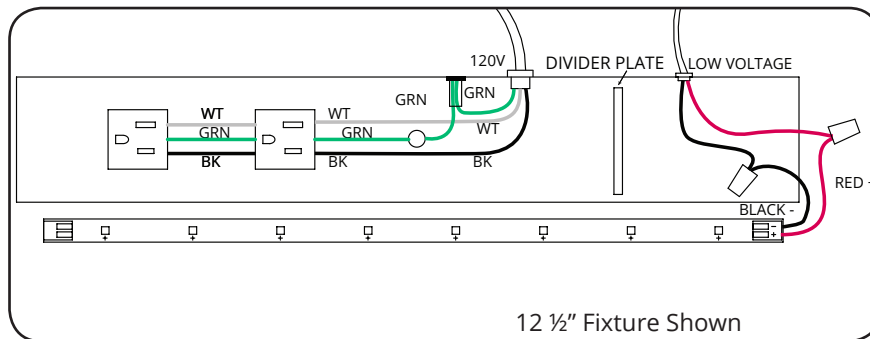 120V
DIVIDER PLATE
LOW VOLTAGE
GRN
GRN
WT
WT
WT
GRN
GRN
BK
BK
BK
RED -
BLACK -
-
+
+ + + + + + + +
12 ½” Fixture Shown